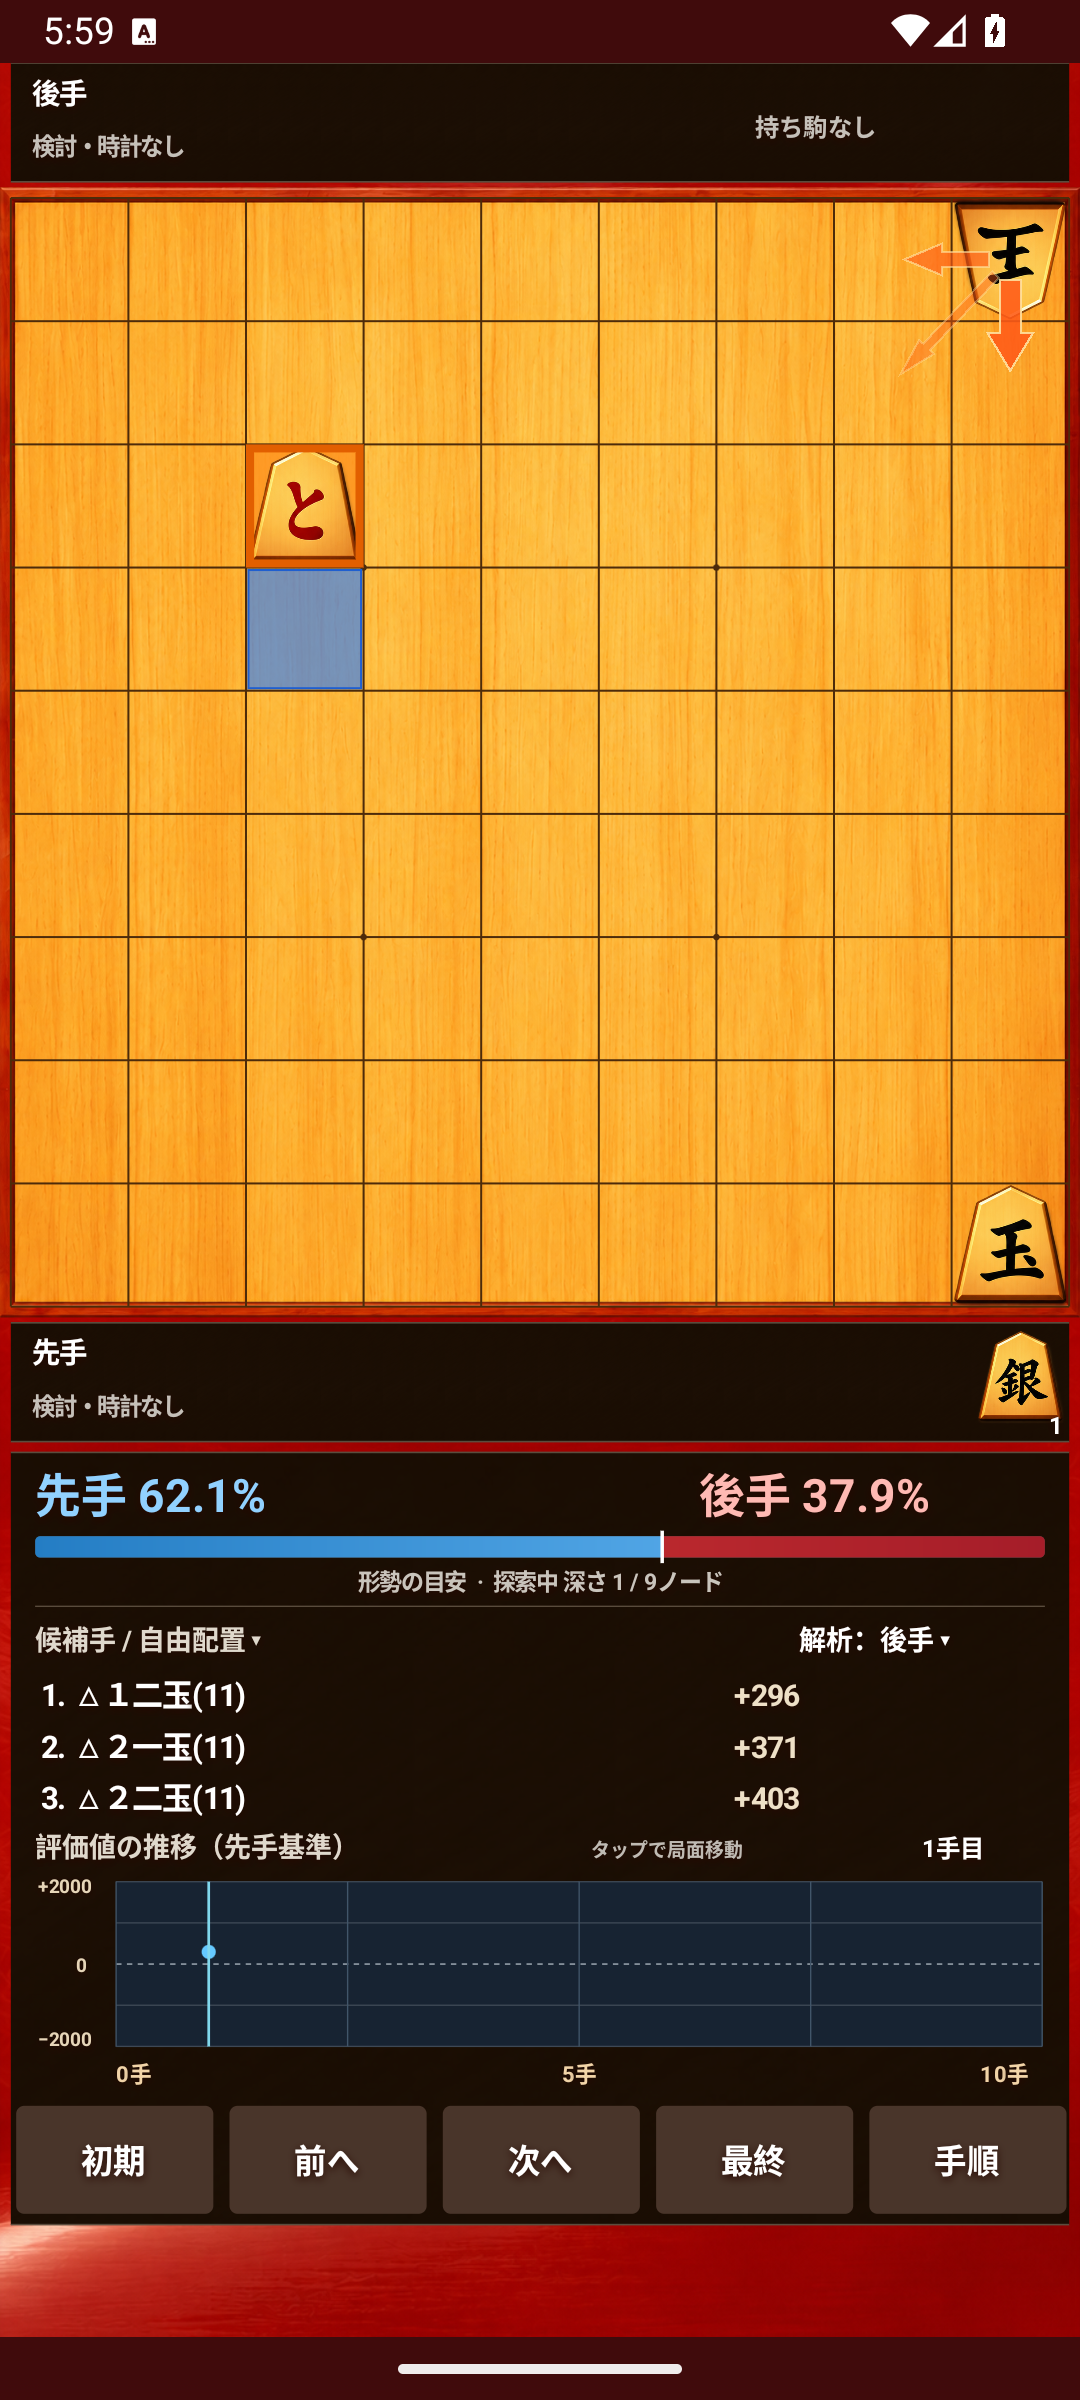 5:59
後手
検討・時計なし
持ち駒なし
王
と
玉
先手
検討・時計なし
銀
1
先手 62.1%
後手 37.9%
形勢の目安 · 探索中 深さ 1 / 9ノード
候補手 / 自由配置 ▾
解析：後手 ▾
1. △１二玉(11) +296
2. △２一玉(11) +371
3. △２二玉(11) +403
評価値の推移（先手基準） タップで局面移動 1手目
+2000
0
−2000
0手 5手 10手
初期 前へ 次へ 最終 手順